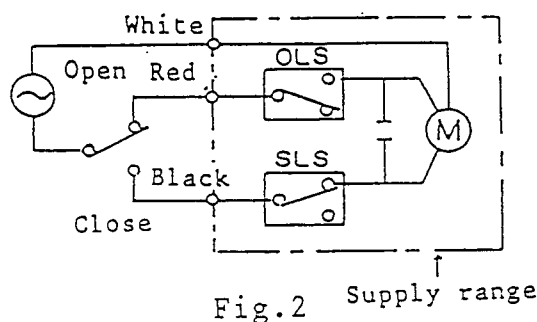 White
Open Red
OLS
M
SLS
Black
Close
Fig.2
Supply range